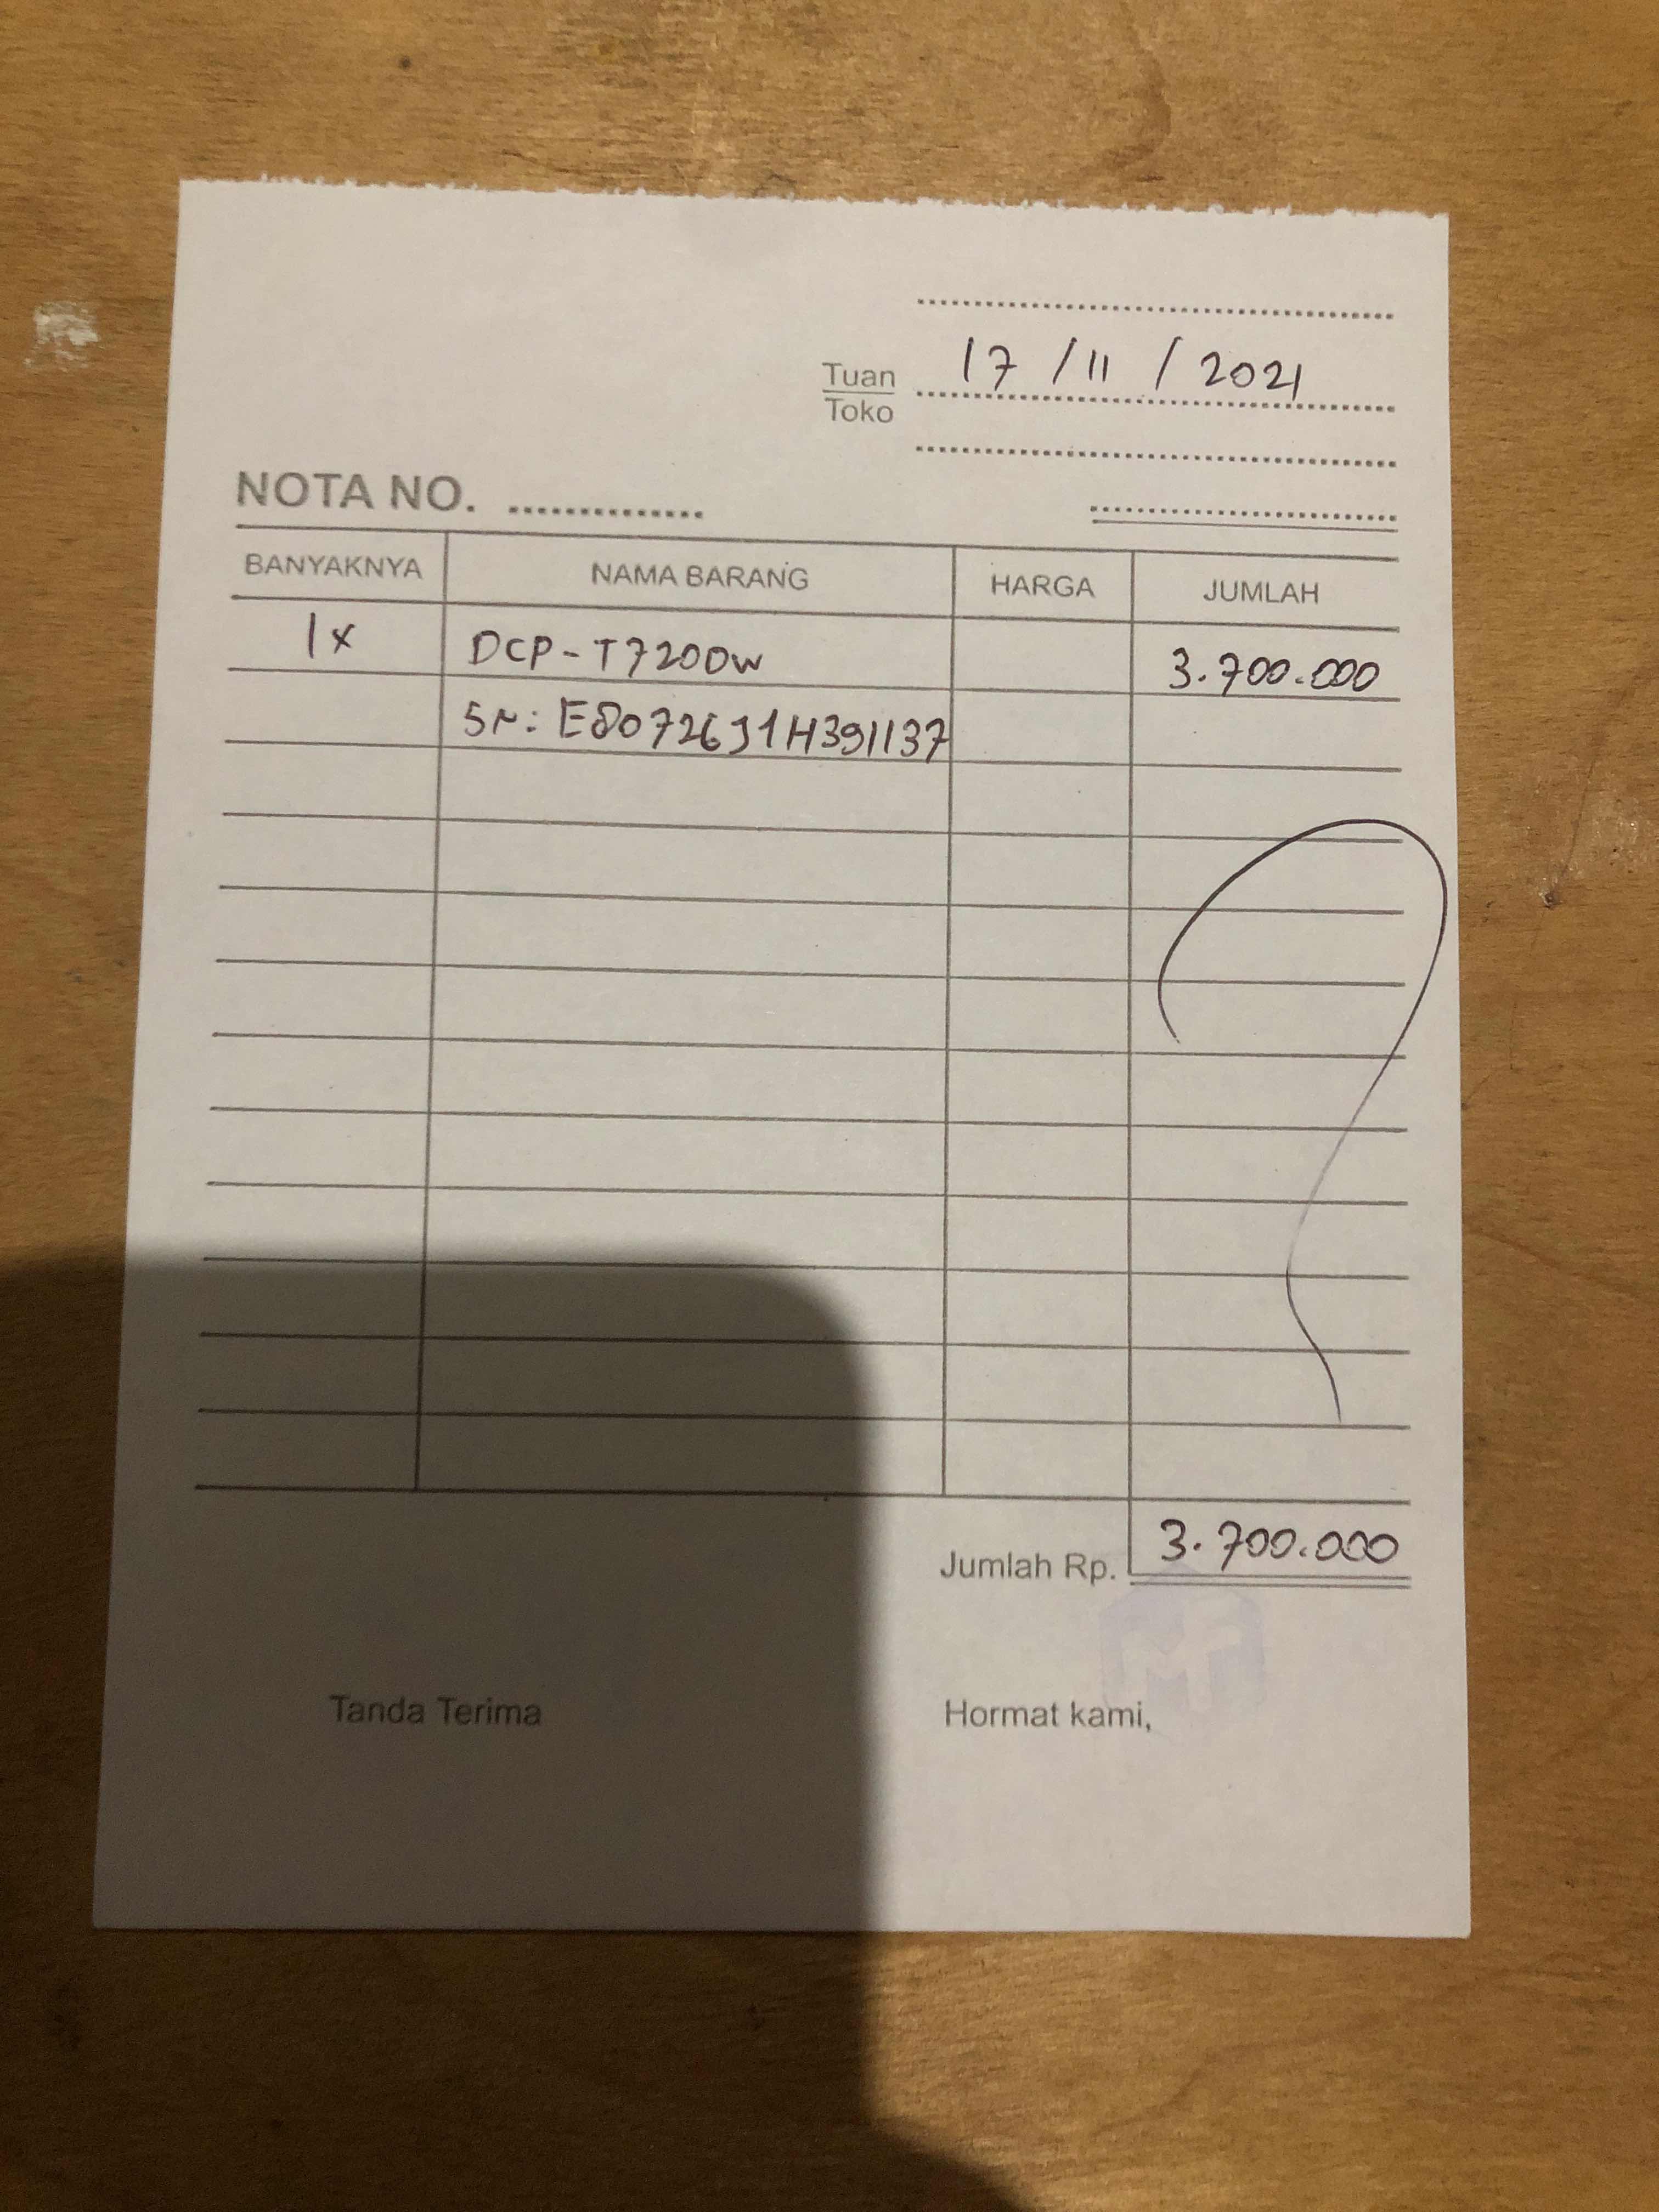 17 / 11 / 2021
Tuan
Toko
NOTA NO. ..............
BANYAKNYA NAMA BARANG HARGA JUMLAH
1x DCP-T7200w 3.700.000
SN: E80726J1H391137
Jumlah Rp. 3.700.000
Tanda Terima Hormat kami,